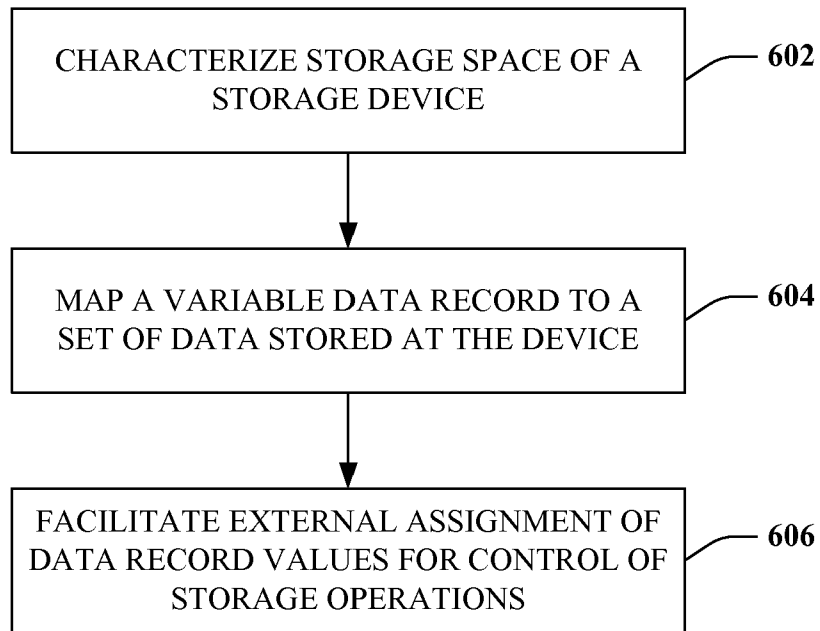 CHARACTERIZE STORAGE SPACE OF A
STORAGE DEVICE
602
MAP A VARIABLE DATA RECORD TO A
SET OF DATA STORED AT THE DEVICE
604
FACILITATE EXTERNAL ASSIGNMENT OF
DATA RECORD VALUES FOR CONTROL OF
STORAGE OPERATIONS
606